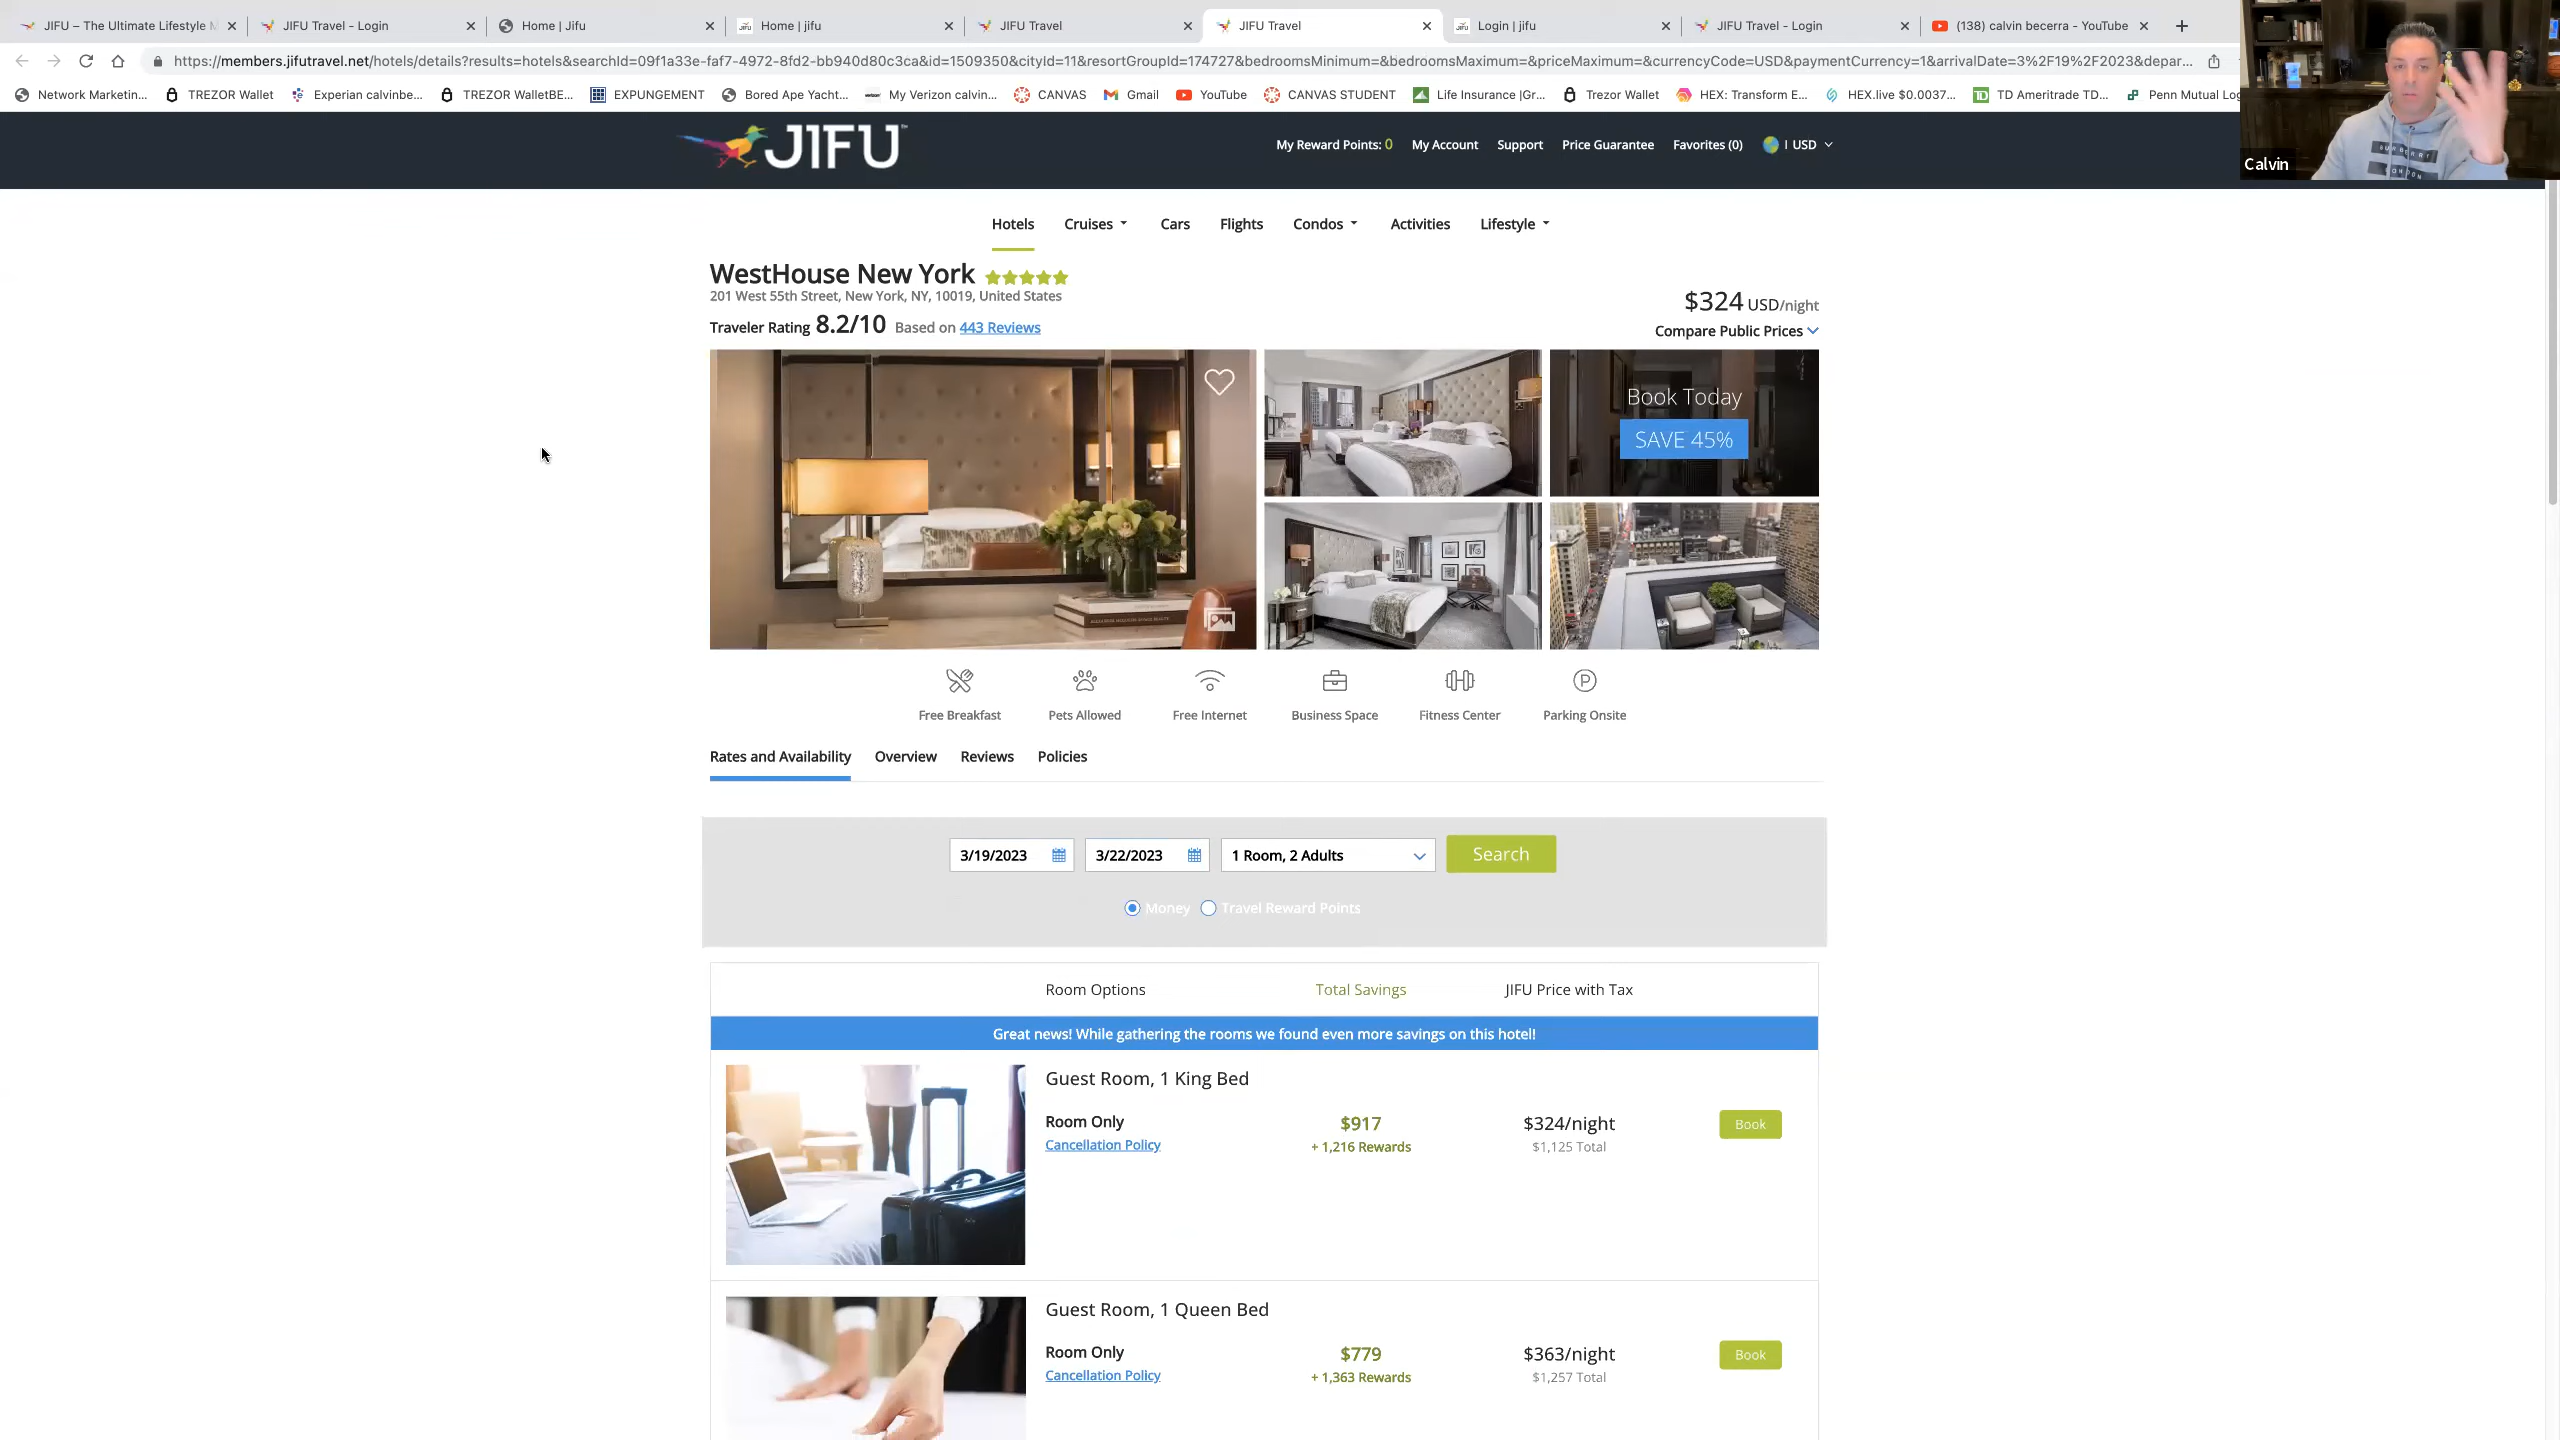 JIFU – The Ultimate Lifestyle M
JIFU Travel - Login
Home | Jifu
Home | jifu
JIFU Travel
JIFU Travel
Login | jifu
JIFU Travel - Login
(138) calvin becerra - YouTube
https://members.jifutravel.net/hotels/details?results=hotels&searchId=09f1a33e-faf7-4972-8fd2-bb940d80c3ca&id=1509350&cityId=11&resortGroupId=174727&bedroomsMinimum=&bedroomsMaximum=&priceMaximum=&currencyCode=USD&paymentCurrency=1&arrivalDate=3%2F19%2F2023&depar...
Network Marketin...
TREZOR Wallet
Experian calvinbe...
TREZOR WalletBE...
EXPUNGEMENT
Bored Ape Yacht...
My Verizon calvin...
CANVAS
Gmail
YouTube
CANVAS STUDENT
Life Insurance |Gr...
Trezor Wallet
HEX: Transform E...
HEX.live $0.0037...
TD Ameritrade TD...
Penn Mutual Log
Calvin
JIFU
My Reward Points: 0
My Account
Support
Price Guarantee
Favorites (0)
| USD
Hotels
Cruises
Cars
Flights
Condos
Activities
Lifestyle
WestHouse New York
201 West 55th Street, New York, NY, 10019, United States
Traveler Rating 8.2/10 Based on 443 Reviews
$324 USD/night
Compare Public Prices
Book Today
SAVE 45%
Free Breakfast
Pets Allowed
Free Internet
Business Space
Fitness Center
Parking Onsite
Rates and Availability
Overview
Reviews
Policies
3/19/2023
3/22/2023
1 Room, 2 Adults
Search
Money
Travel Reward Points
Room Options
Total Savings
JIFU Price with Tax
Great news! While gathering the rooms we found even more savings on this hotel!
Guest Room, 1 King Bed
Room Only
$917
$324/night
Book
Cancellation Policy
+ 1,216 Rewards
$1,125 Total
Guest Room, 1 Queen Bed
Room Only
$779
$363/night
Book
Cancellation Policy
+ 1,363 Rewards
$1,257 Total